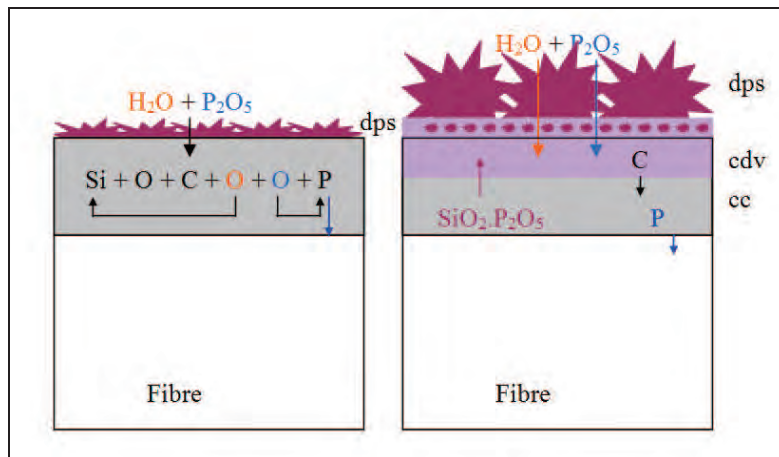 H₂O + P₂O₅
dps
Si + O + C + O + O + P
Fibre
H₂O + P₂O₅
dps
C
cdv
SiO₂.P₂O₅
P
cc
Fibre